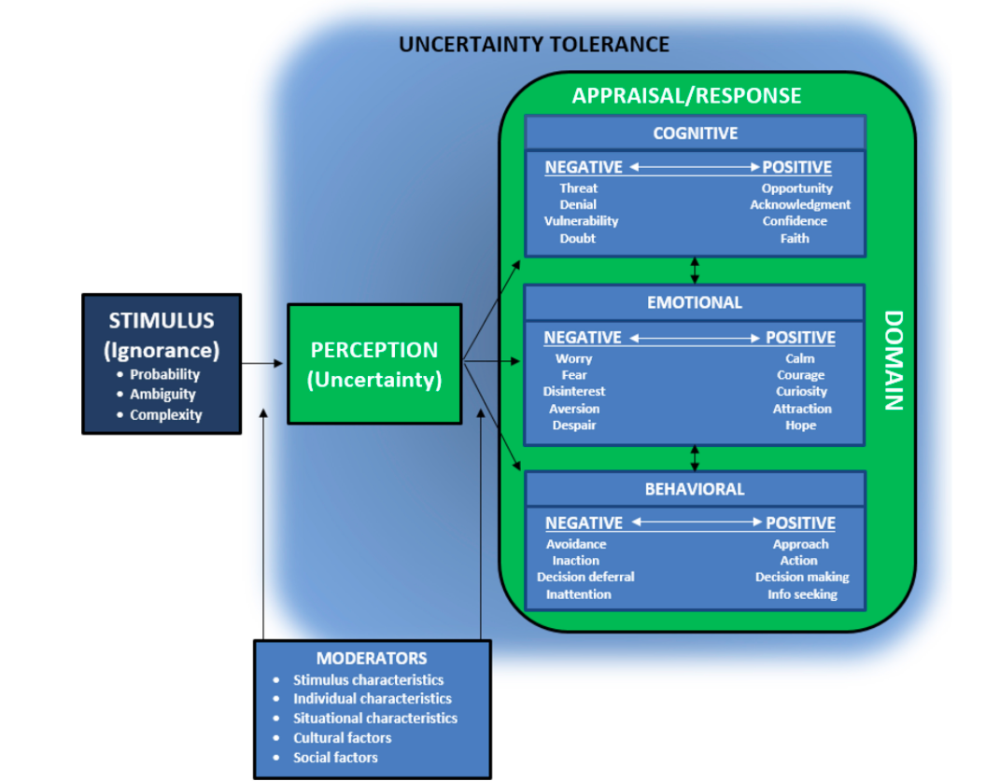 UNCERTAINTY TOLERANCE
APPRAISAL/RESPONSE
COGNITIVE
NEGATIVE POSITIVE
Threat Opportunity
Denial Acknowledgment
Vulnerability Confidence
Doubt Faith
STIMULUS
(Ignorance)
• Probability
• Ambiguity
• Complexity
PERCEPTION
(Uncertainty)
EMOTIONAL
NEGATIVE POSITIVE
Worry Calm
Fear Courage
Disinterest Curiosity
Aversion Attraction
Despair Hope
DOMAIN
BEHAVIORAL
NEGATIVE POSITIVE
Avoidance Approach
Inaction Action
Decision deferral Decision making
Inattention Info seeking
MODERATORS
• Stimulus characteristics
• Individual characteristics
• Situational characteristics
• Cultural factors
• Social factors